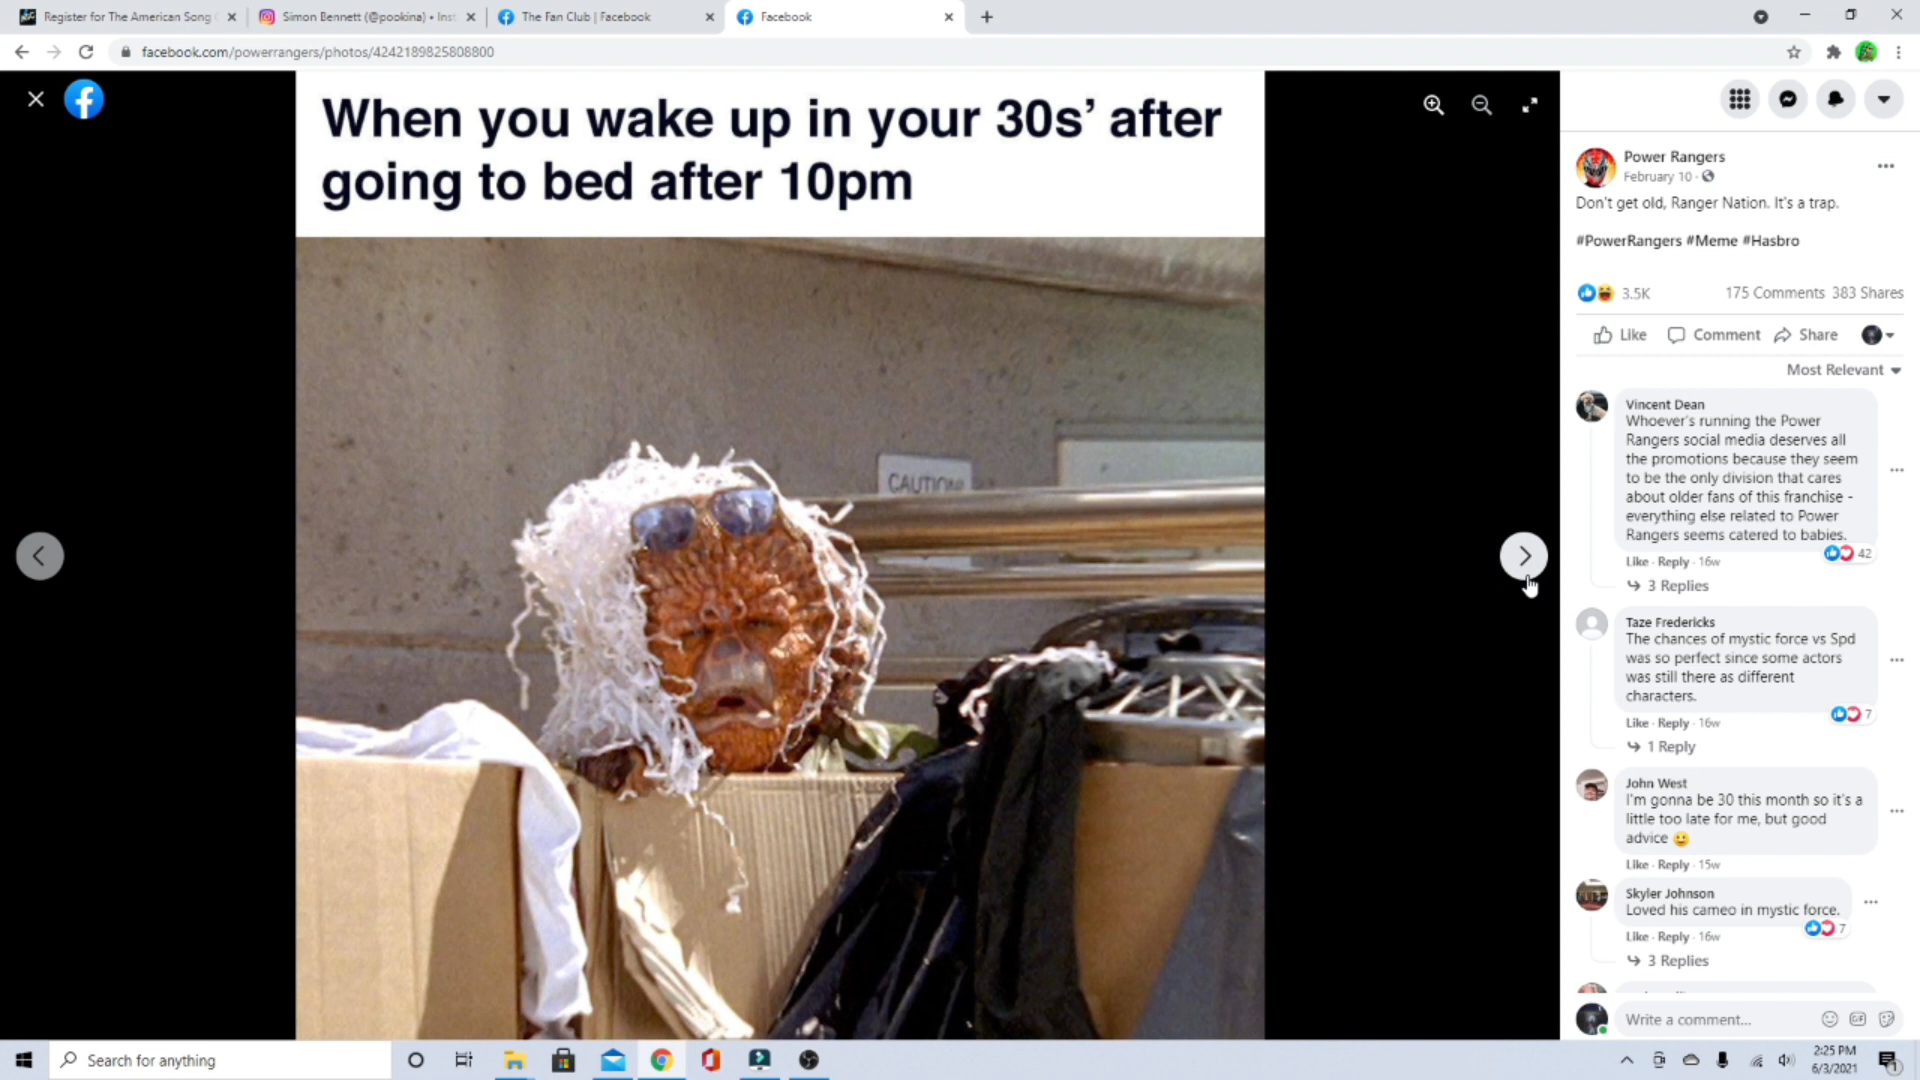 Register for The American Song
Simon Bennett (@pookina) • Inst
The Fan Club | Facebook
Facebook
facebook.com/powerrangers/photos/4242189825808800
When you wake up in your 30s’ after
going to bed after 10pm
CAUTION
Power Rangers
February 10 ·
Don't get old, Ranger Nation. It's a trap.
#PowerRangers #Meme #Hasbro
3.5K
175 Comments 383 Shares
Like Comment Share
Most Relevant
Vincent Dean
Whoever's running the Power
Rangers social media deserves all
the promotions because they seem
to be the only division that cares
about older fans of this franchise -
everything else related to Power
Rangers seems catered to babies.
42
Like · Reply · 16w
3 Replies
Taze Fredericks
The chances of mystic force vs Spd
was so perfect since some actors
was still there as different
characters.
7
Like · Reply · 16w
1 Reply
John West
I'm gonna be 30 this month so it's a
little too late for me, but good
advice
Like · Reply · 15w
Skyler Johnson
Loved his cameo in mystic force.
7
Like · Reply · 16w
3 Replies
Write a comment...
GIF
Search for anything
2:25 PM
6/3/2021
1